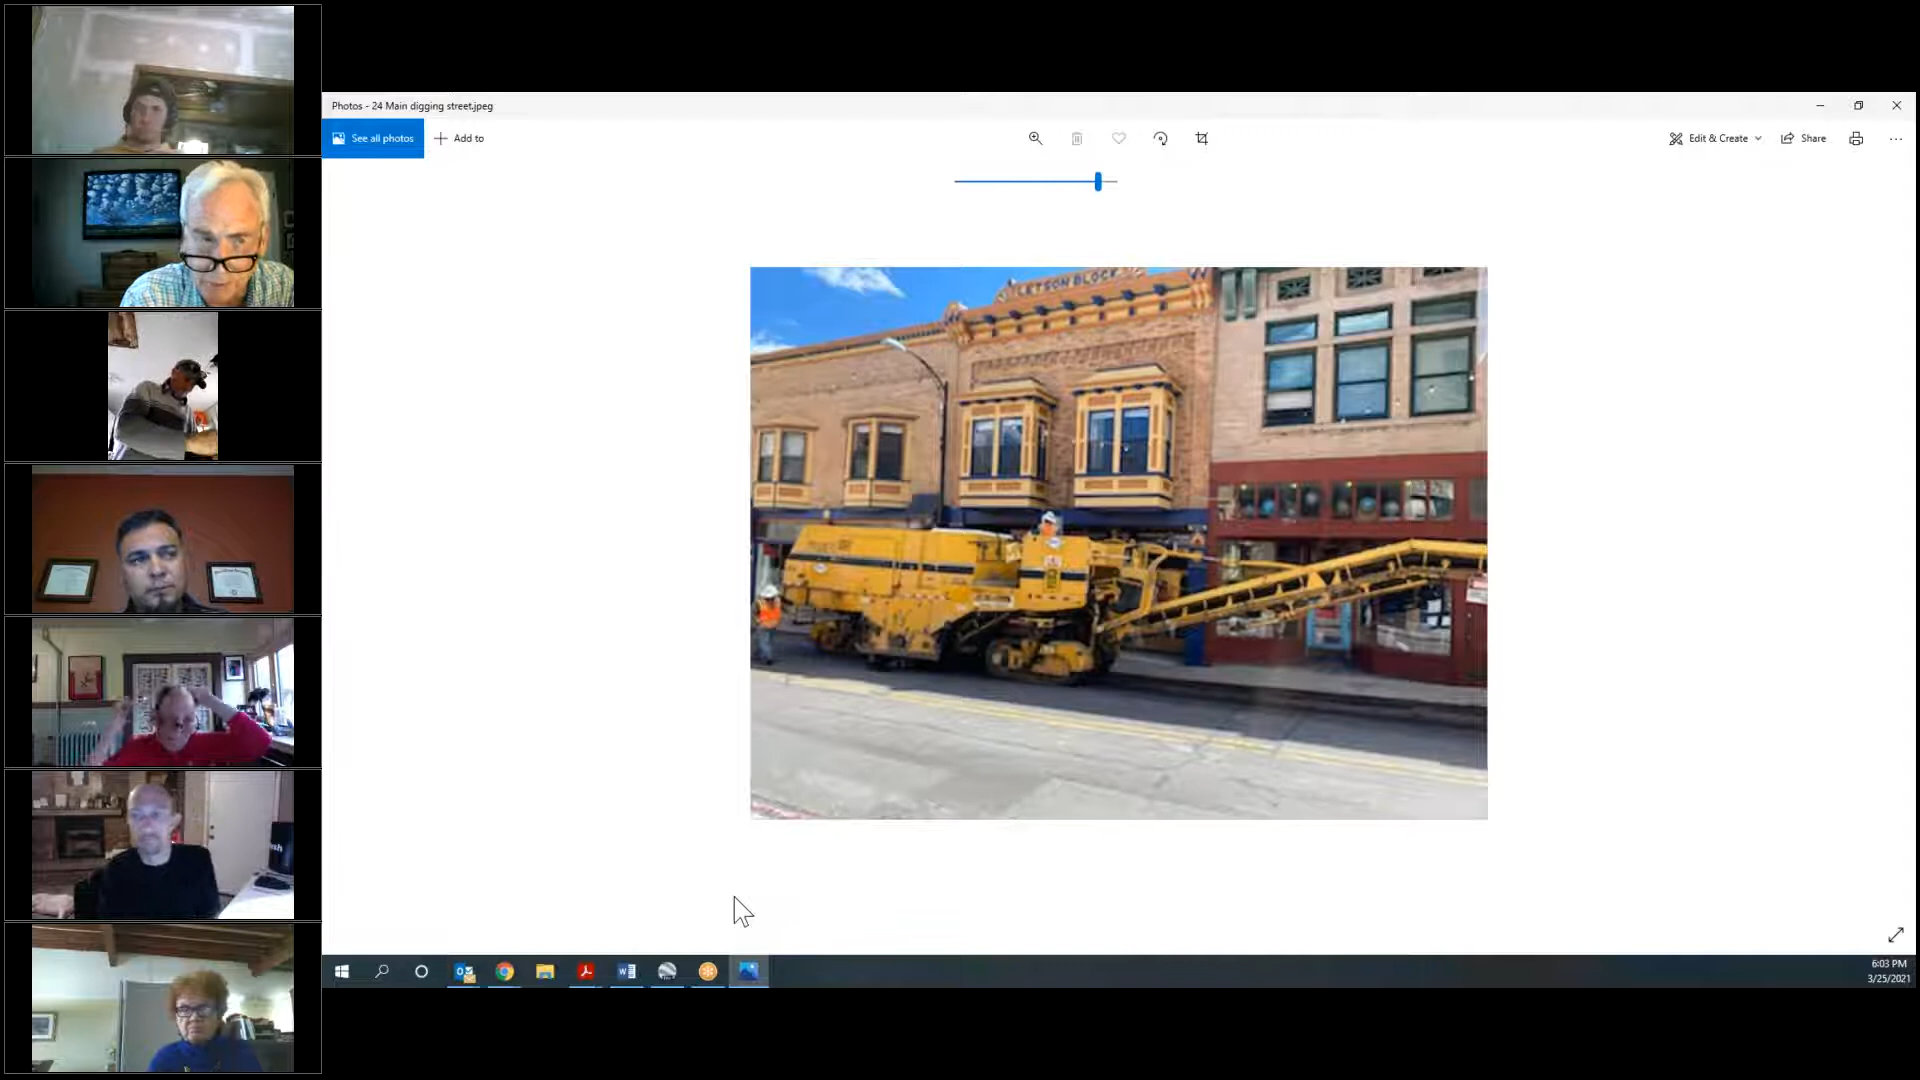 Photos - 24 Main digging street.jpeg
See all photos
Add to
Edit & Create
Share
LETSON BLOCK
6:03 PM
3/25/2021